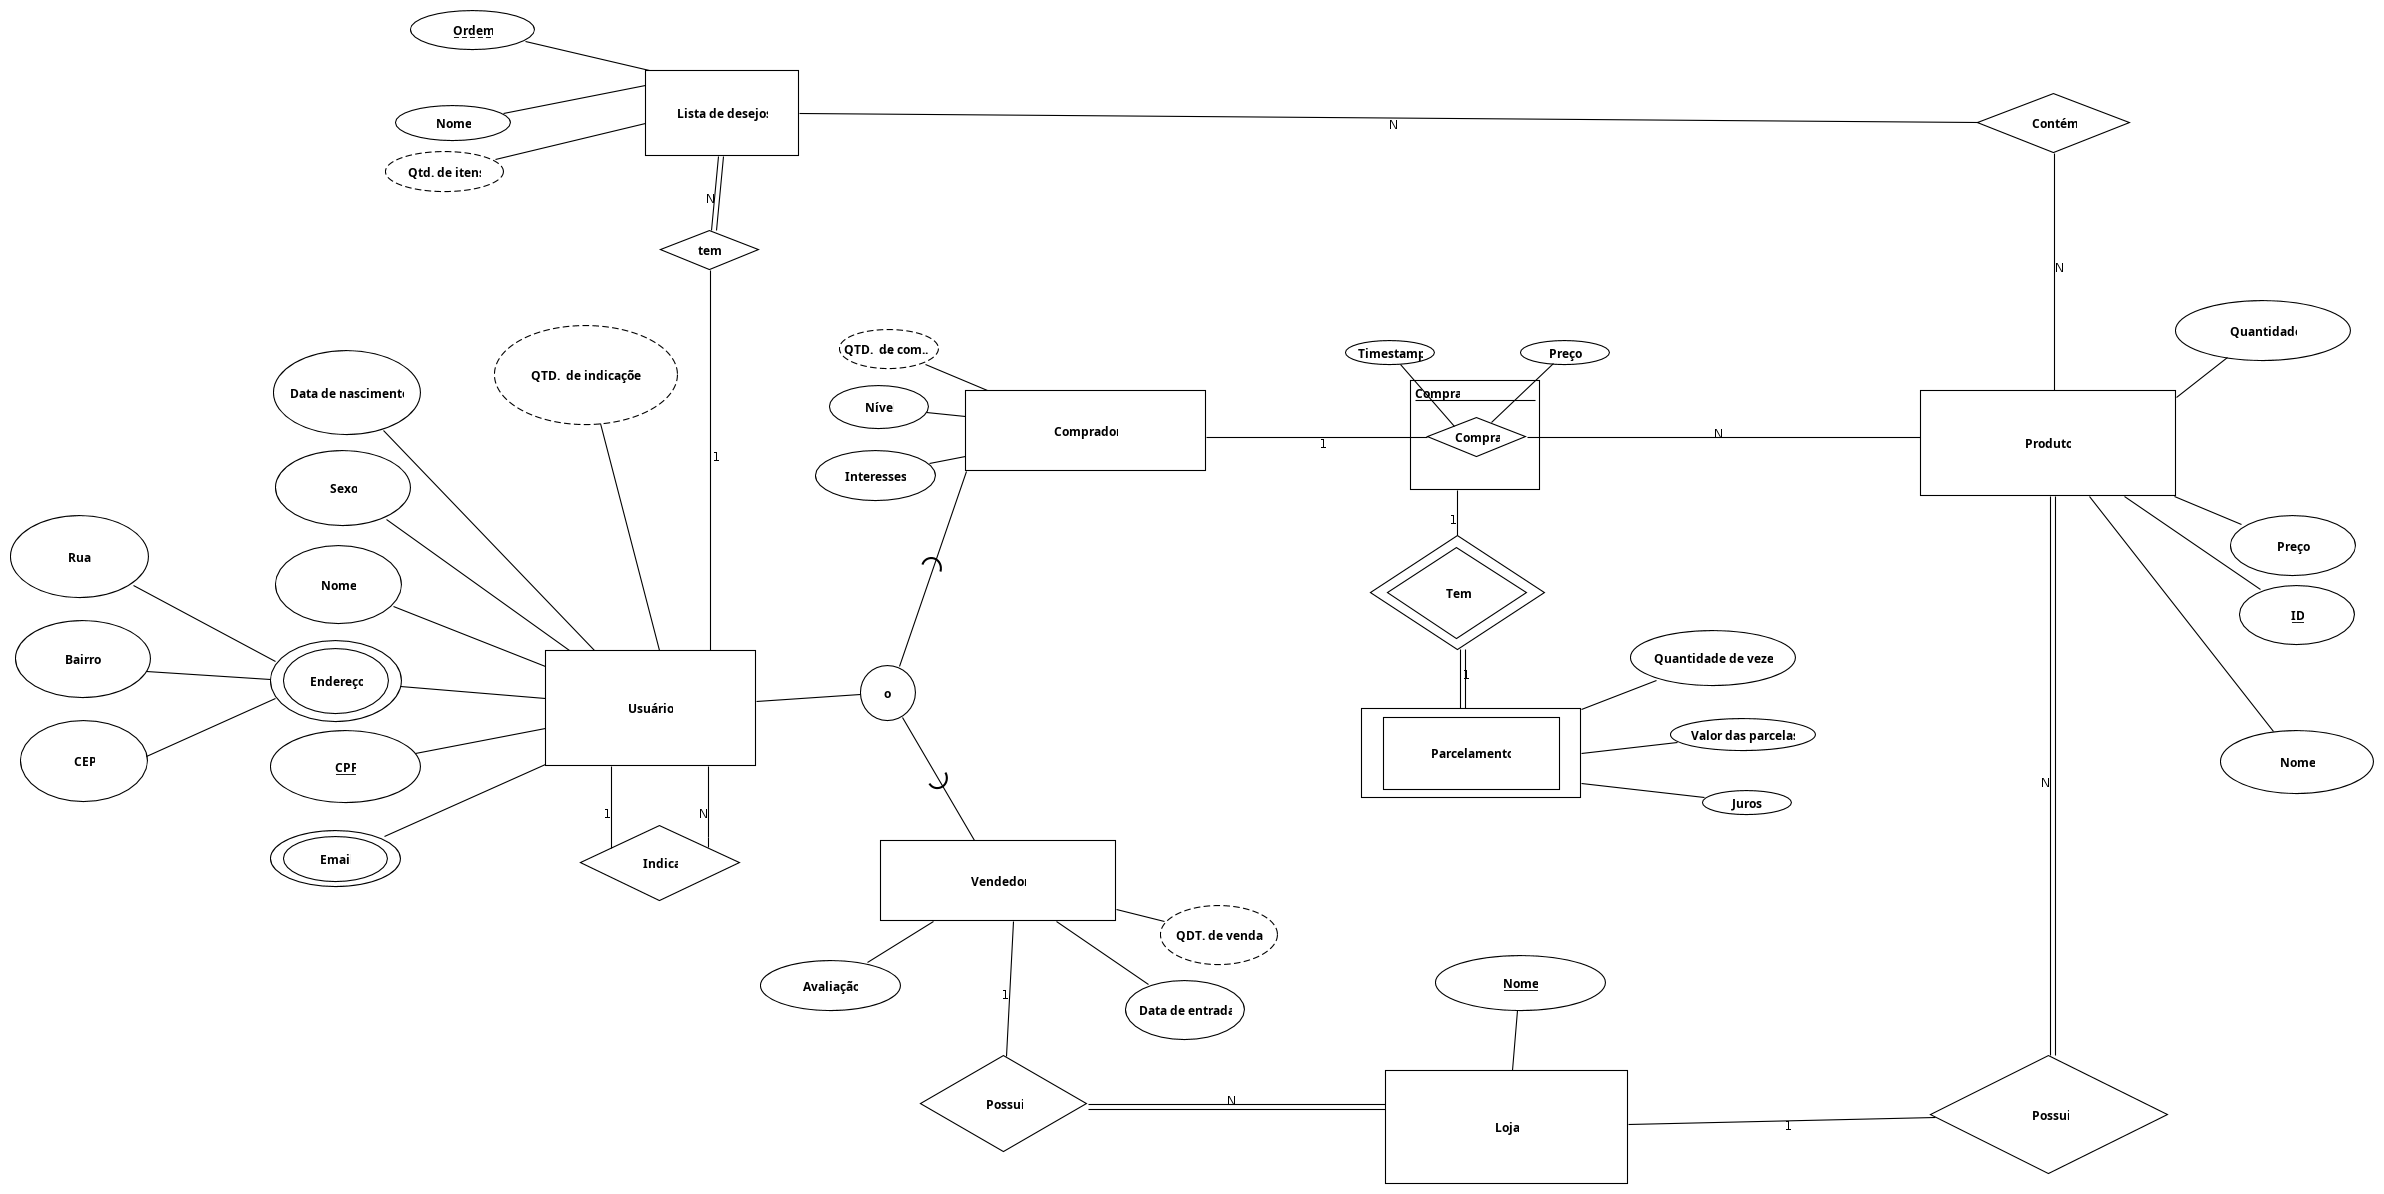 Ordem
Nome
Qtd. de itens
Lista de desejos
N
Contém
N
tem
N
1
Data de nascimento
QTD. de indicaçõe
Sexo
Nome
Rua
Bairro
CEP
Endereço
CPF
Emai
Usuário
1
N
Indica
QTD. de com..
Níve
Interesses
Comprador
1
Timestamp
Preço
Compra
Compra
N
Produto
Quantidade
Preço
ID
Nome
1
Tem
1
Parcelamento
Quantidade de veze
Valor das parcelas
Juros
o
Vendedor
QDT. de venda
Avaliação
Data de entrada
1
Possui
N
Nome
Loja
1
Possui
N